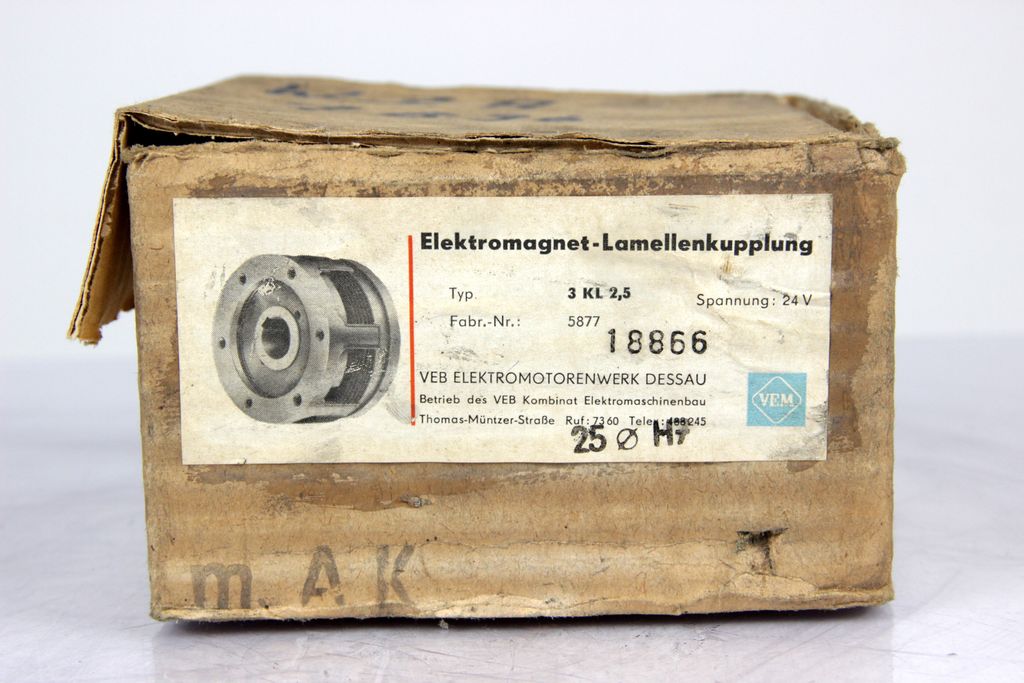 Elektromagnet-Lamellenkupplung
Typ 3 KL 2,5 Spannung: 24 V
Fabr.-Nr.: 5877
18866
VEB ELEKTROMOTORENWERK DESSAU
Betrieb des VEB Kombinat Elektromaschinenbau
Thomas-Müntzer-Straße Ruf: 7360 Telex: 488245
VEM
25 ⌀ H7
m. A K